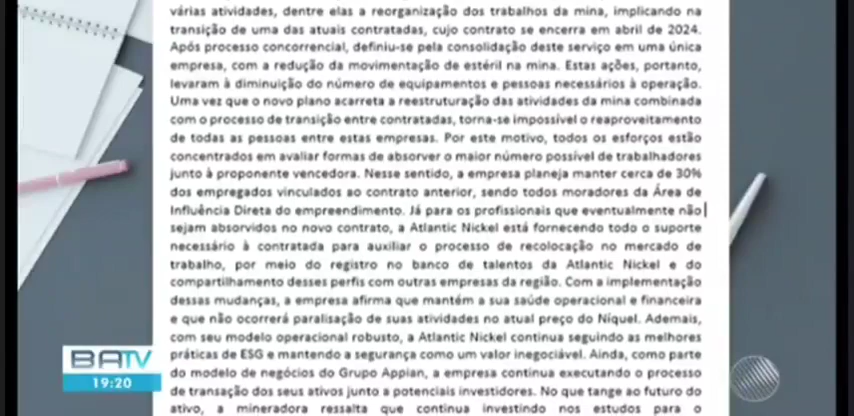 várias atividades, dentre elas a reorganização dos trabalhos da mina, implicando na
transição de uma das atuais contratadas, cujo contrato se encerra em abril de 2024.
Após processo concorrencial, definiu-se pela consolidação deste serviço em uma única
empresa, com a redução da movimentação de estéril na mina. Estas ações, portanto,
levaram à diminuição do número de equipamentos e pessoas necessários à operação.
Uma vez que o novo plano acarreta a reestruturação das atividades da mina combinada
com o processo de transição entre contratadas, torna-se impossível o reaproveitamento
de todas as pessoas entre estas empresas. Por este motivo, todos os esforços estão
concentrados em avaliar formas de absorver o maior número possível de trabalhadores
junto à proponente vencedora. Nesse sentido, a empresa planeja manter cerca de 30%
dos empregados vinculados ao contrato anterior, sendo todos moradores da Área de
Influência Direta do empreendimento. Já para os profissionais que eventualmente não
sejam absorvidos no novo contrato, a Atlantic Nickel está fornecendo todo o suporte
necessário à contratada para auxiliar o processo de recolocação no mercado de
trabalho, por meio do registro no banco de talentos da Atlantic Nickel e do
compartilhamento desses perfis com outras empresas da região. Com a implementação
dessas mudanças, a empresa afirma que mantém a sua saúde operacional e financeira
e que não ocorrerá paralisação de suas atividades no atual preço do Níquel. Ademais,
com seu modelo operacional robusto, a Atlantic Nickel continua seguindo as melhores
práticas de ESG e mantendo a segurança como um valor inegociável. Ainda, como parte
do modelo de negócios do Grupo Appian, a empresa continua executando o processo
de transação dos seus ativos junto a potenciais investidores. No que tange ao futuro do
ativo, a mineradora ressalta que continua investindo nos estudos para o
BATV
19:20